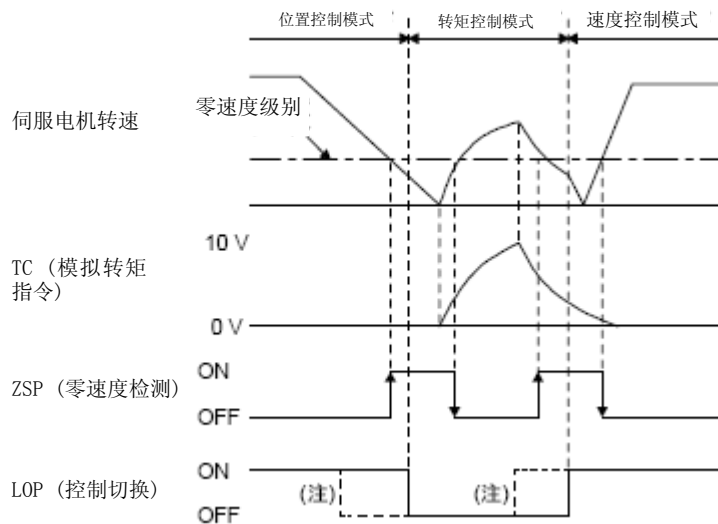 位置控制模式 转矩控制模式 速度控制模式
伺服电机转速
零速度级别
10 V
TC (模拟转矩
指令)
0 V
ON
ZSP (零速度检测)
OFF
ON
LOP (控制切换)
(注) (注)
OFF